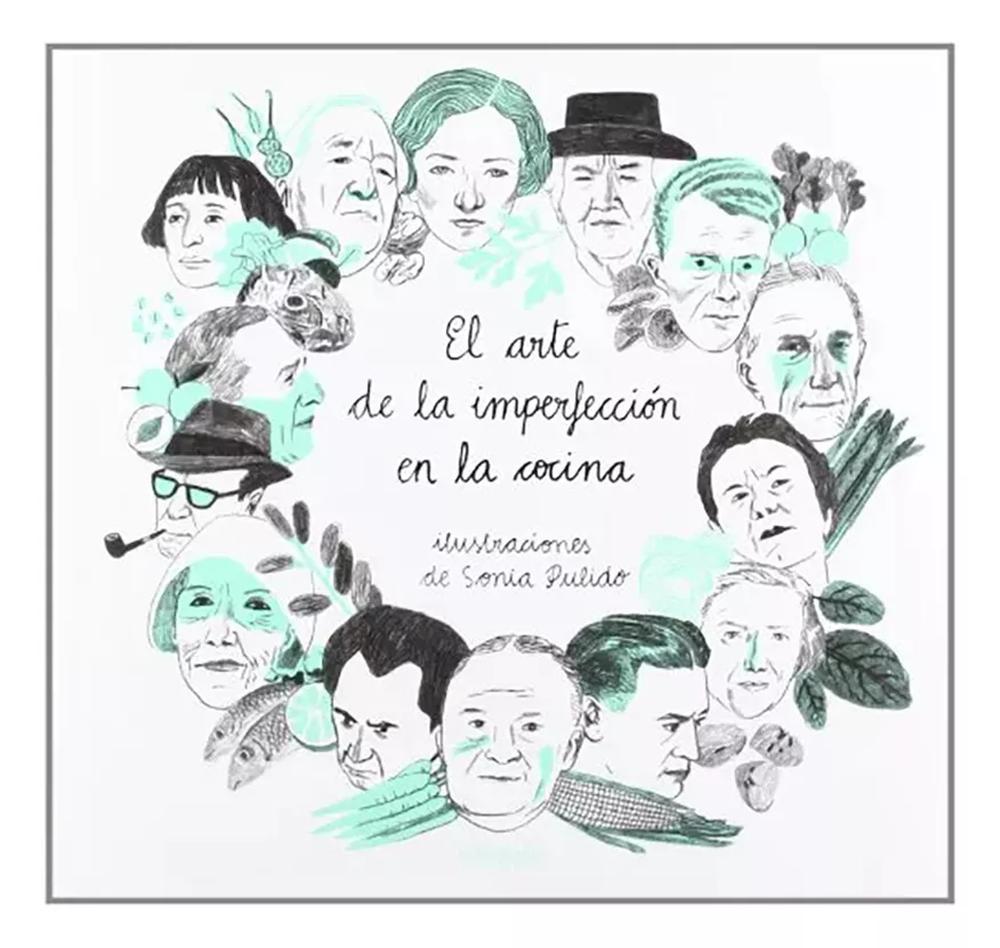 El arte
de la imperfección
en la cocina
ilustraciones
de Sonia Pulido